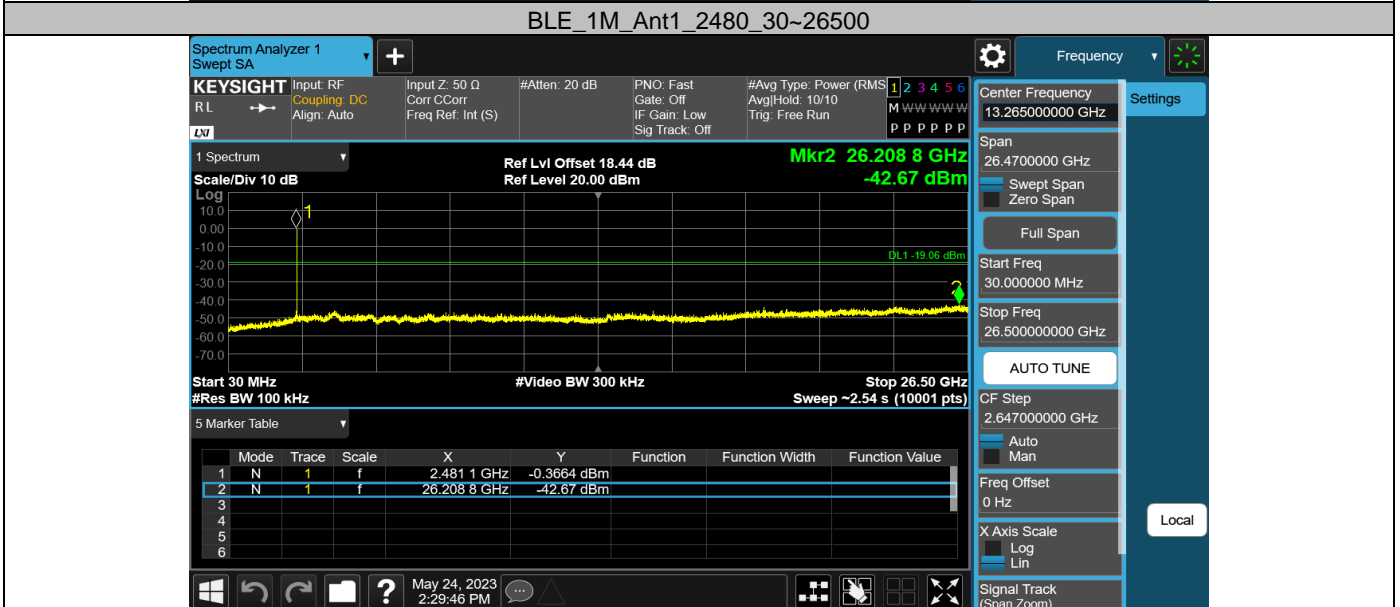 BLE_1M_Ant1_2480_30~26500
Spectrum Analyzer 1
Swept SA
+
Frequency
KEYSIGHT
RL
LXI
Input: RF
Coupling: DC
Align: Auto
Input Z: 50 Ω
Corr CCorr
Freq Ref: Int (S)
#Atten: 20 dB
PNO: Fast
Gate: Off
IF Gain: Low
Sig Track: Off
#Avg Type: Power (RMS
Avg|Hold: 10/10
Trig: Free Run
1 2 3 4 5 6
M W W W W W
P P P P P P
1 Spectrum
Scale/Div 10 dB
Ref Lvl Offset 18.44 dB
Ref Level 20.00 dBm
Mkr2 26.208 8 GHz
-42.67 dBm
Log
10.0
0.00
-10.0
-20.0
-30.0
-40.0
-50.0
-60.0
-70.0
1
DL1 -19.06 dBm
2
Start 30 MHz
#Video BW 300 kHz
Stop 26.50 GHz
#Res BW 100 kHz
Sweep ~2.54 s (10001 pts)
5 Marker Table
Mode Trace Scale X Y Function Function Width Function Value
1 N 1 f 2.481 1 GHz -0.3664 dBm
2 N 1 f 26.208 8 GHz -42.67 dBm
3
4
5
6
?
May 24, 2023
2:29:46 PM
Center Frequency
13.265000000 GHz
Span
26.4700000 GHz
Swept Span
Zero Span
Full Span
Start Freq
30.000000 MHz
Stop Freq
26.500000000 GHz
AUTO TUNE
CF Step
2.647000000 GHz
Auto
Man
Freq Offset
0 Hz
X Axis Scale
Log
Lin
Signal Track
(Span Zoom)
Settings
Local